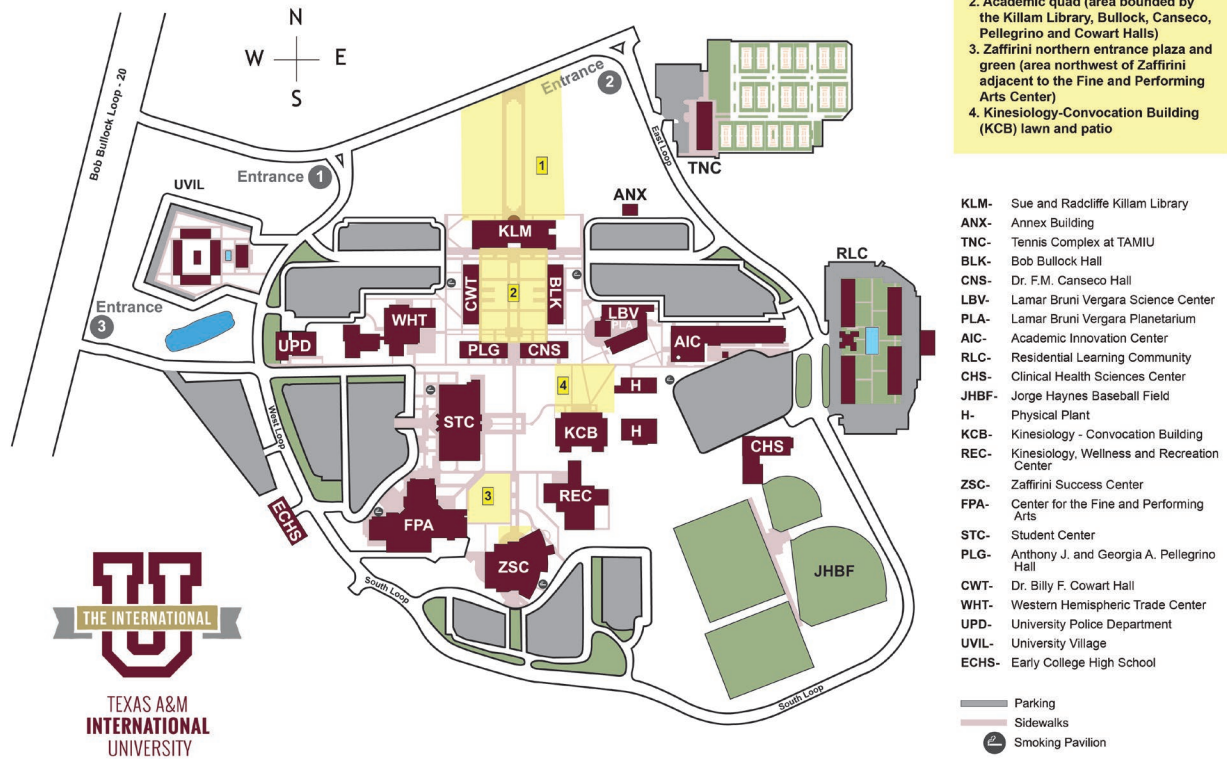 N
W E
S
2. Academic quad (area bounded by
the Killam Library, Bullock, Canseco,
Pellegrino and Cowart Halls)
3. Zaffirini northern entrance plaza and
green (area northwest of Zaffirini
adjacent to the Fine and Performing
Arts Center)
4. Kinesiology-Convocation Building
(KCB) lawn and patio
Bob Bullock Loop - 20
Entrance
2
East Loop
TNC
1
Entrance 1
UVIL
ANX
KLM
RLC
Entrance
3
CWT
2
BLK
WHT
LBV
PLA
UPD
AIC
PLG
CNS
4
H
West Loop
STC
KCB
H
CHS
3
REC
ECHS
FPA
ZSC
JHBF
South Loop
South Loop
KLM- Sue and Radcliffe Killam Library
ANX- Annex Building
TNC- Tennis Complex at TAMIU
BLK- Bob Bullock Hall
CNS- Dr. F.M. Canseco Hall
LBV- Lamar Bruni Vergara Science Center
PLA- Lamar Bruni Vergara Planetarium
AIC- Academic Innovation Center
RLC- Residential Learning Community
CHS- Clinical Health Sciences Center
JHBF- Jorge Haynes Baseball Field
H- Physical Plant
KCB- Kinesiology - Convocation Building
REC- Kinesiology, Wellness and Recreation
Center
ZSC- Zaffirini Success Center
FPA- Center for the Fine and Performing
Arts
STC- Student Center
PLG- Anthony J. and Georgia A. Pellegrino
Hall
CWT- Dr. Billy F. Cowart Hall
WHT- Western Hemispheric Trade Center
UPD- University Police Department
UVIL- University Village
ECHS- Early College High School
Parking
Sidewalks
Smoking Pavilion
U
THE INTERNATIONAL
TEXAS A&M
INTERNATIONAL
UNIVERSITY